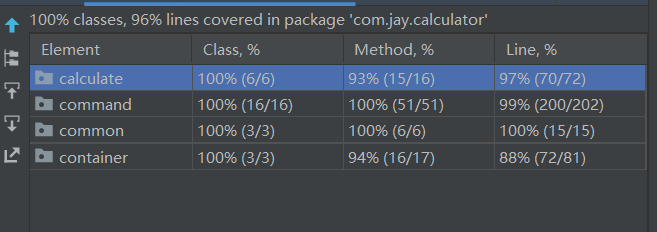 100% classes, 96% lines covered in package 'com.jay.calculator'
Element Class, % Method, % Line, %
calculate 100% (6/6) 93% (15/16) 97% (70/72)
command 100% (16/16) 100% (51/51) 99% (200/202)
common 100% (3/3) 100% (6/6) 100% (15/15)
container 100% (3/3) 94% (16/17) 88% (72/81)